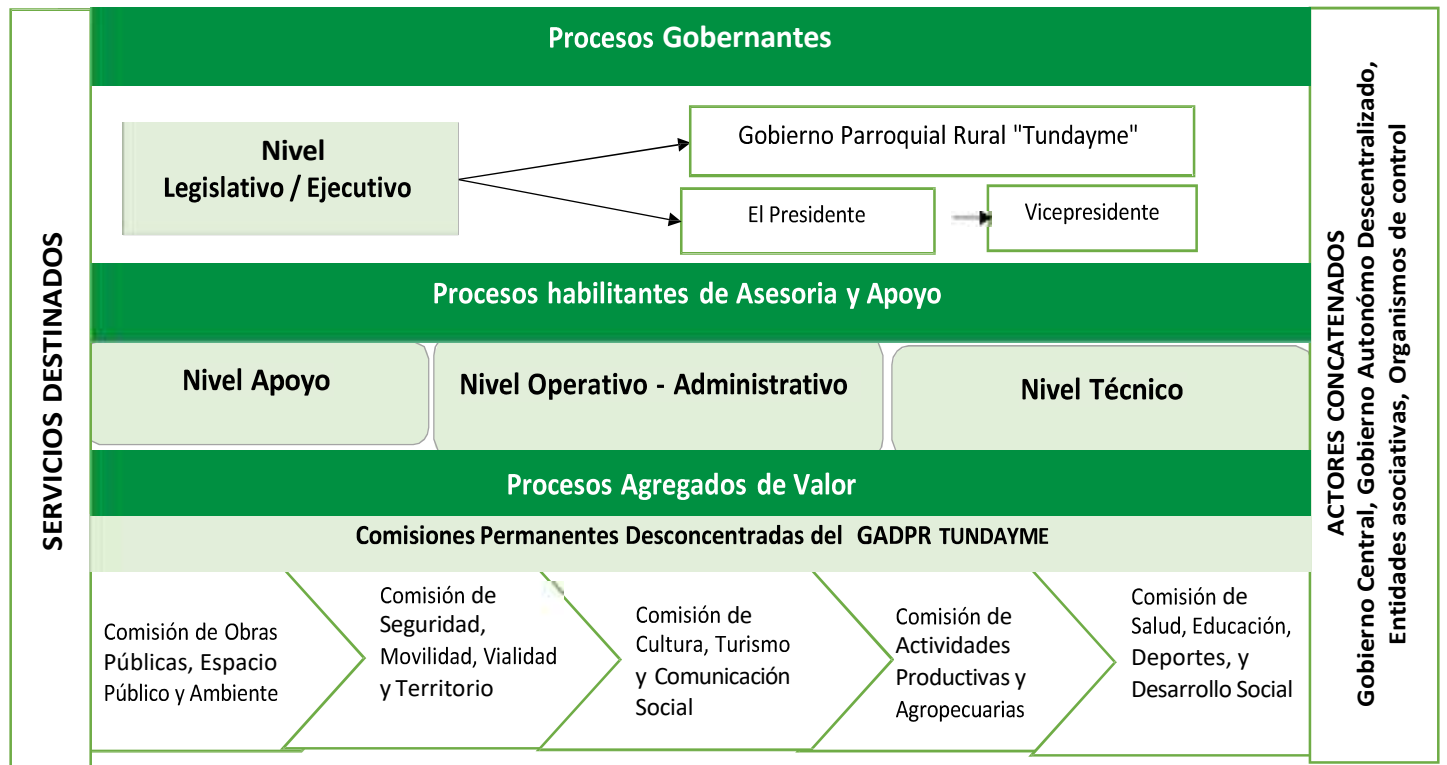 SERVICIOS DESTINADOS
Procesos Gobernantes
Nivel
Legislativo / Ejecutivo
Gobierno Parroquial Rural "Tundayme"
El Presidente
Vicepresidente
Procesos habilitantes de Asesoria y Apoyo
Nivel Apoyo
Nivel Operativo - Administrativo
Nivel Técnico
Procesos Agregados de Valor
Comisiones Permanentes Desconcentradas del GADPR TUNDAYME
Comisión de Obras
Públicas, Espacio
Público y Ambiente
Comisión de
Seguridad,
Movilidad, Vialidad
y Territorio
Comisión de
Cultura, Turismo
y Comunicación
Social
Comisión de
Actividades
Productivas y
Agropecuarias
Comisión de
Salud, Educación,
Deportes, y
Desarrollo Social
ACTORES CONCATENADOS
Gobierno Central, Gobierno Autonómo Descentralizado,
Entidades asociativas, Organismos de control